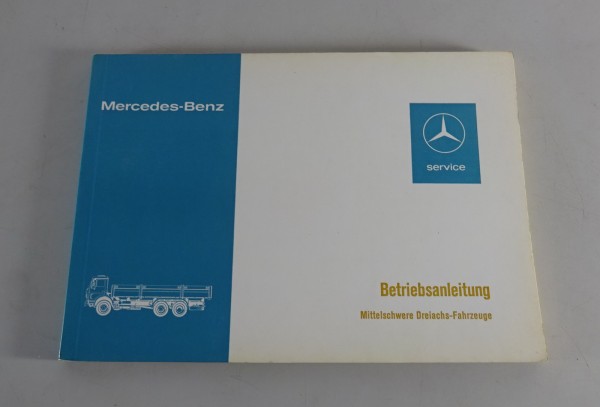 Mercedes-Benz
service
Betriebsanleitung
Mittelschwere Dreiachs-Fahrzeuge